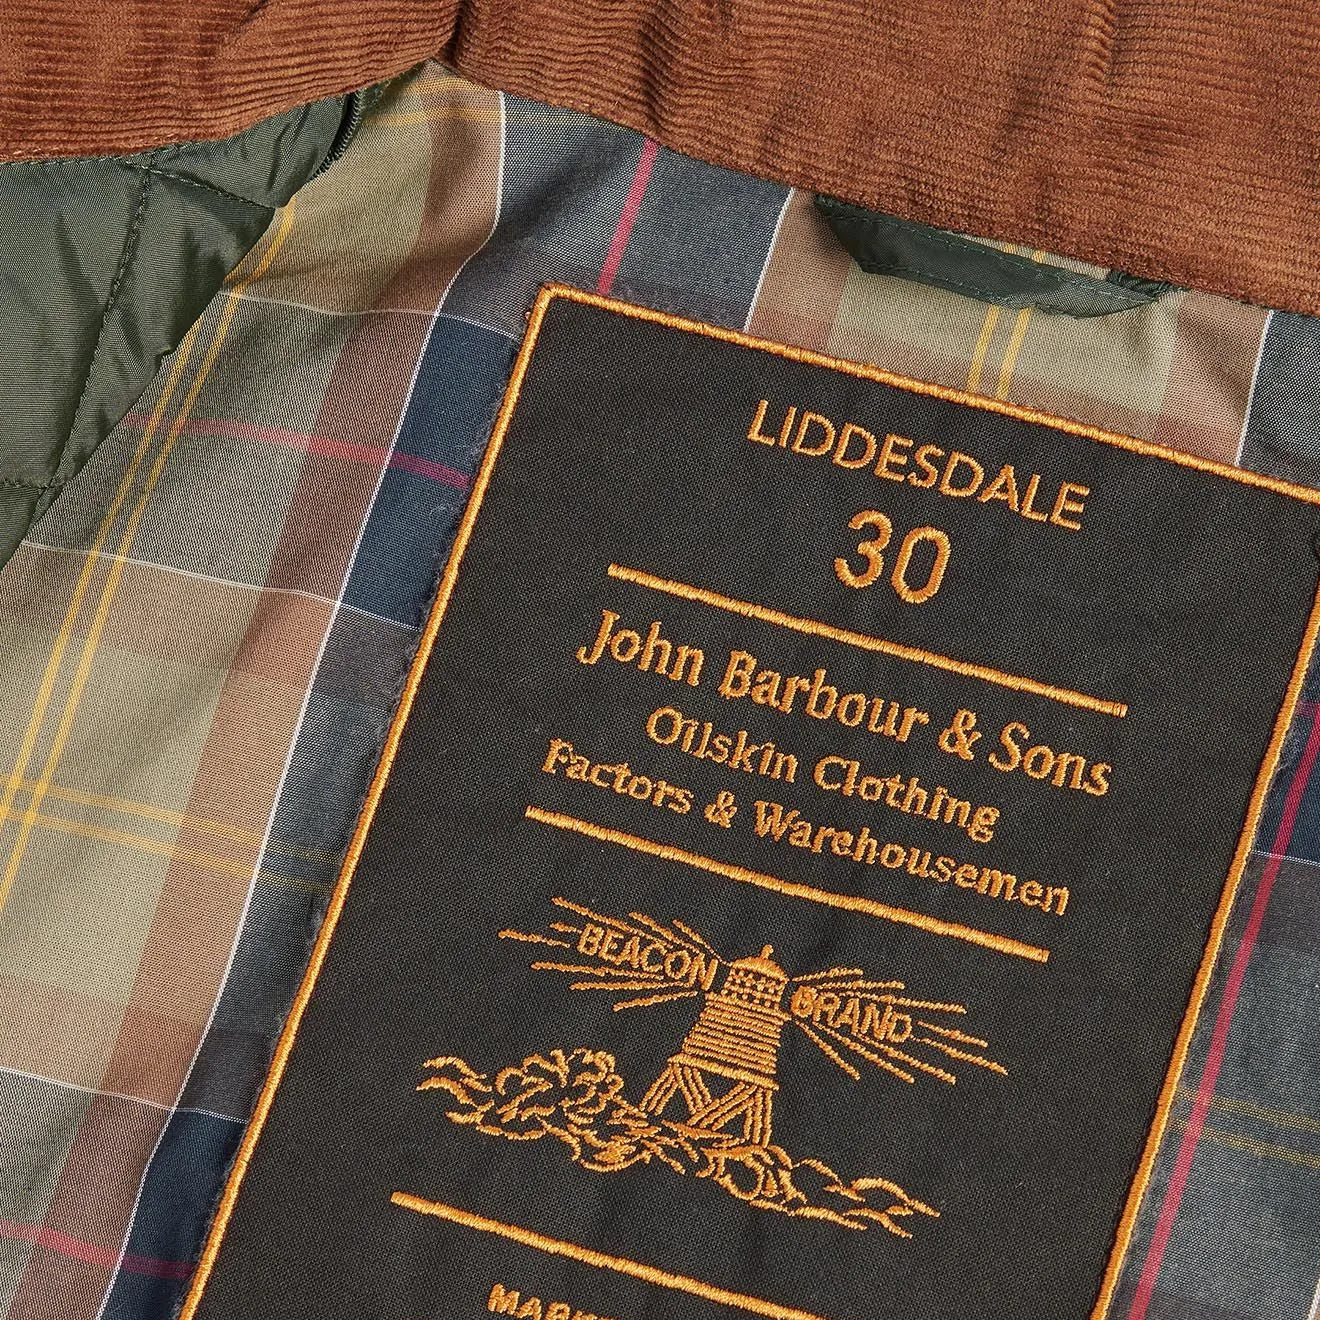 LIDDESDALE
30
John Barbour & Sons
Oilskin Clothing
Factors & Warehousemen
BEACON BRAND